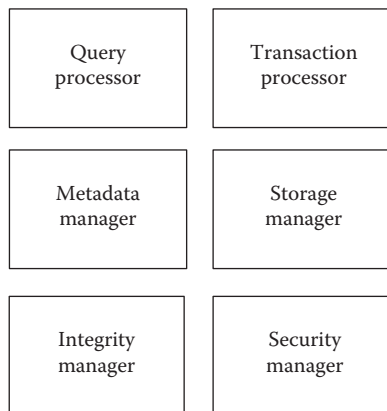 Query
processor
Transaction
processor
Metadata
manager
Storage
manager
Integrity
manager
Security
manager